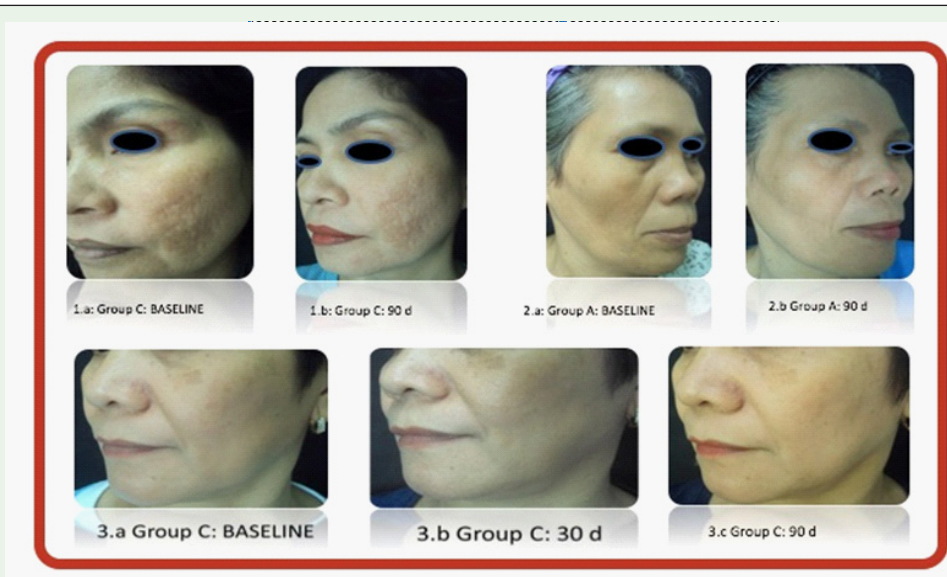 1.a: Group C: BASELINE
1.b: Group C: 90 d
2.a: Group A: BASELINE
2.b Group A: 90 d
3.a Group C: BASELINE
3.b Group C: 30 d
3.c Group C: 90 d